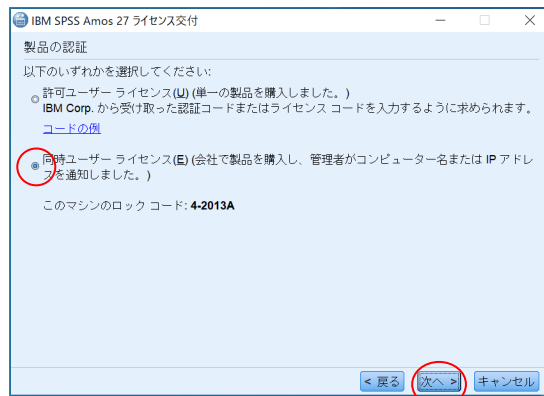 IBM SPSS Amos 27 ライセンス交付
製品の認証
以下のいずれかを選択してください:
許可ユーザー ライセンス(U) (単一の製品を購入しました。)
IBM Corp. から受け取った認証コードまたはライセンス コードを入力するように求められます。
コードの例
同時ユーザー ライセンス(E) (会社で製品を購入し、管理者がコンピューター名または IP アドレ
スを通知しました。)
このマシンのロック コード: 4-2013A
< 戻る 次へ > キャンセル